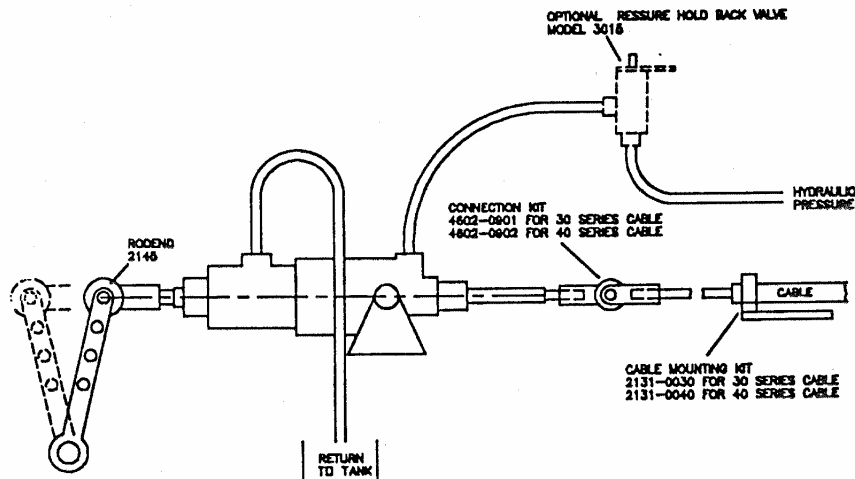 OPTIONAL RESSURE HOLD BACK VALVE
MODEL 3015
HYDRAULIC
PRESSURE
CONNECTION KIT
4602-0901 FOR 30 SERIES CABLE
4602-0902 FOR 40 SERIES CABLE
RODEND
2145
CABLE
CABLE MOUNTING KIT
2131-0030 FOR 30 SERIES CABLE
2131-0040 FOR 40 SERIES CABLE
RETURN
TO TANK